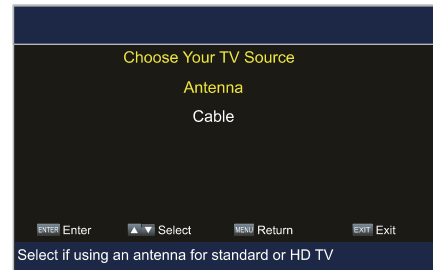 Choose Your TV Source
Antenna
Cable
ENTER Enter ▲ ▼ Select MENU Return EXIT Exit
Select if using an antenna for standard or HD TV